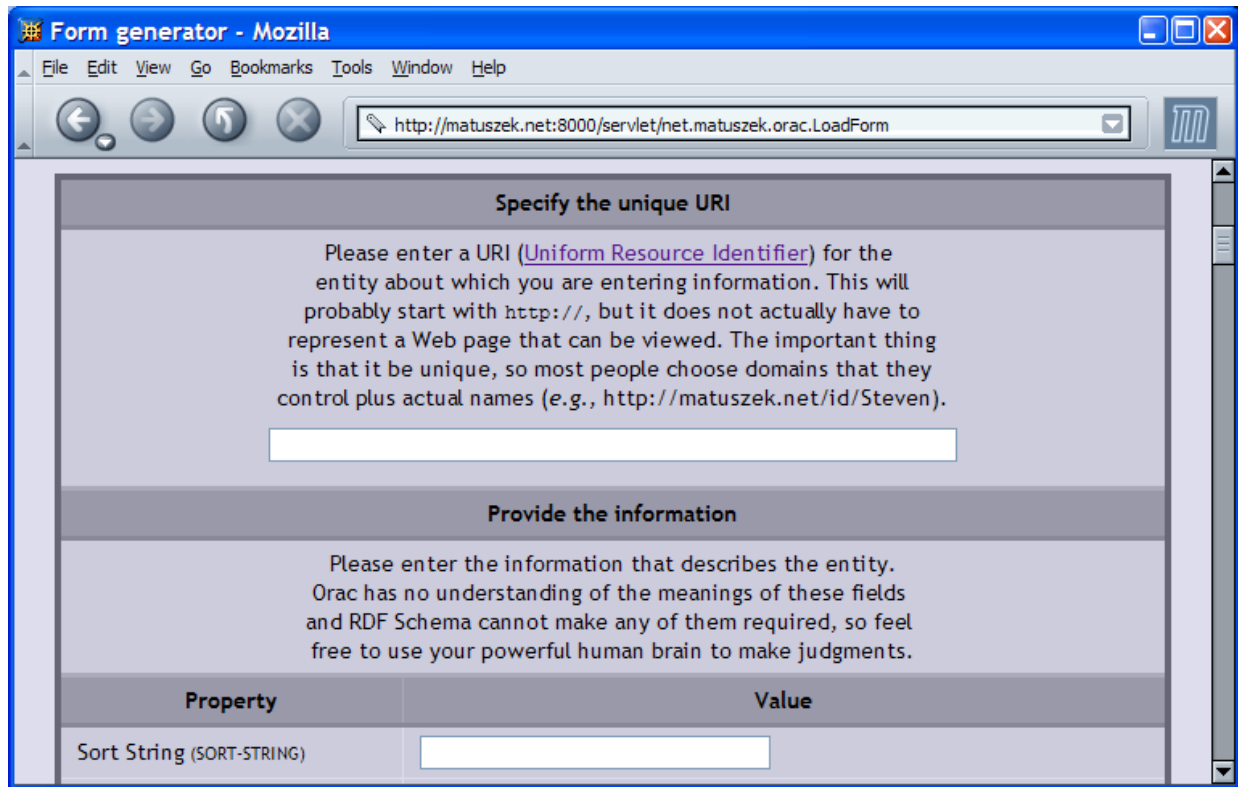 Form generator - Mozilla
File Edit View Go Bookmarks Tools Window Help
http://matuszek.net:8000/servlet/net.matuszek.orac.LoadForm
Specify the unique URI
Please enter a URI (Uniform Resource Identifier) for the
entity about which you are entering information. This will
probably start with http://, but it does not actually have to
represent a Web page that can be viewed. The important thing
is that it be unique, so most people choose domains that they
control plus actual names (e.g., http://matuszek.net/id/Steven).
Provide the information
Please enter the information that describes the entity.
Orac has no understanding of the meanings of these fields
and RDF Schema cannot make any of them required, so feel
free to use your powerful human brain to make judgments.
Property Value
Sort String (SORT-STRING)